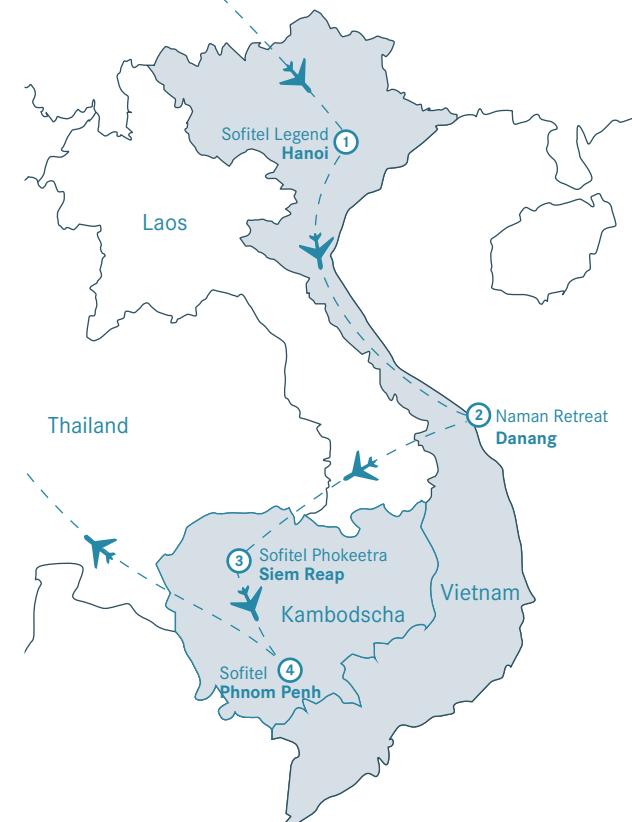 Sofitel Legend
Hanoi
1
Laos
Thailand
2
Naman Retreat
Danang
3
Sofitel Phokeetra
Siem Reap
Vietnam
Kambodscha
Sofitel
4
Phnom Penh